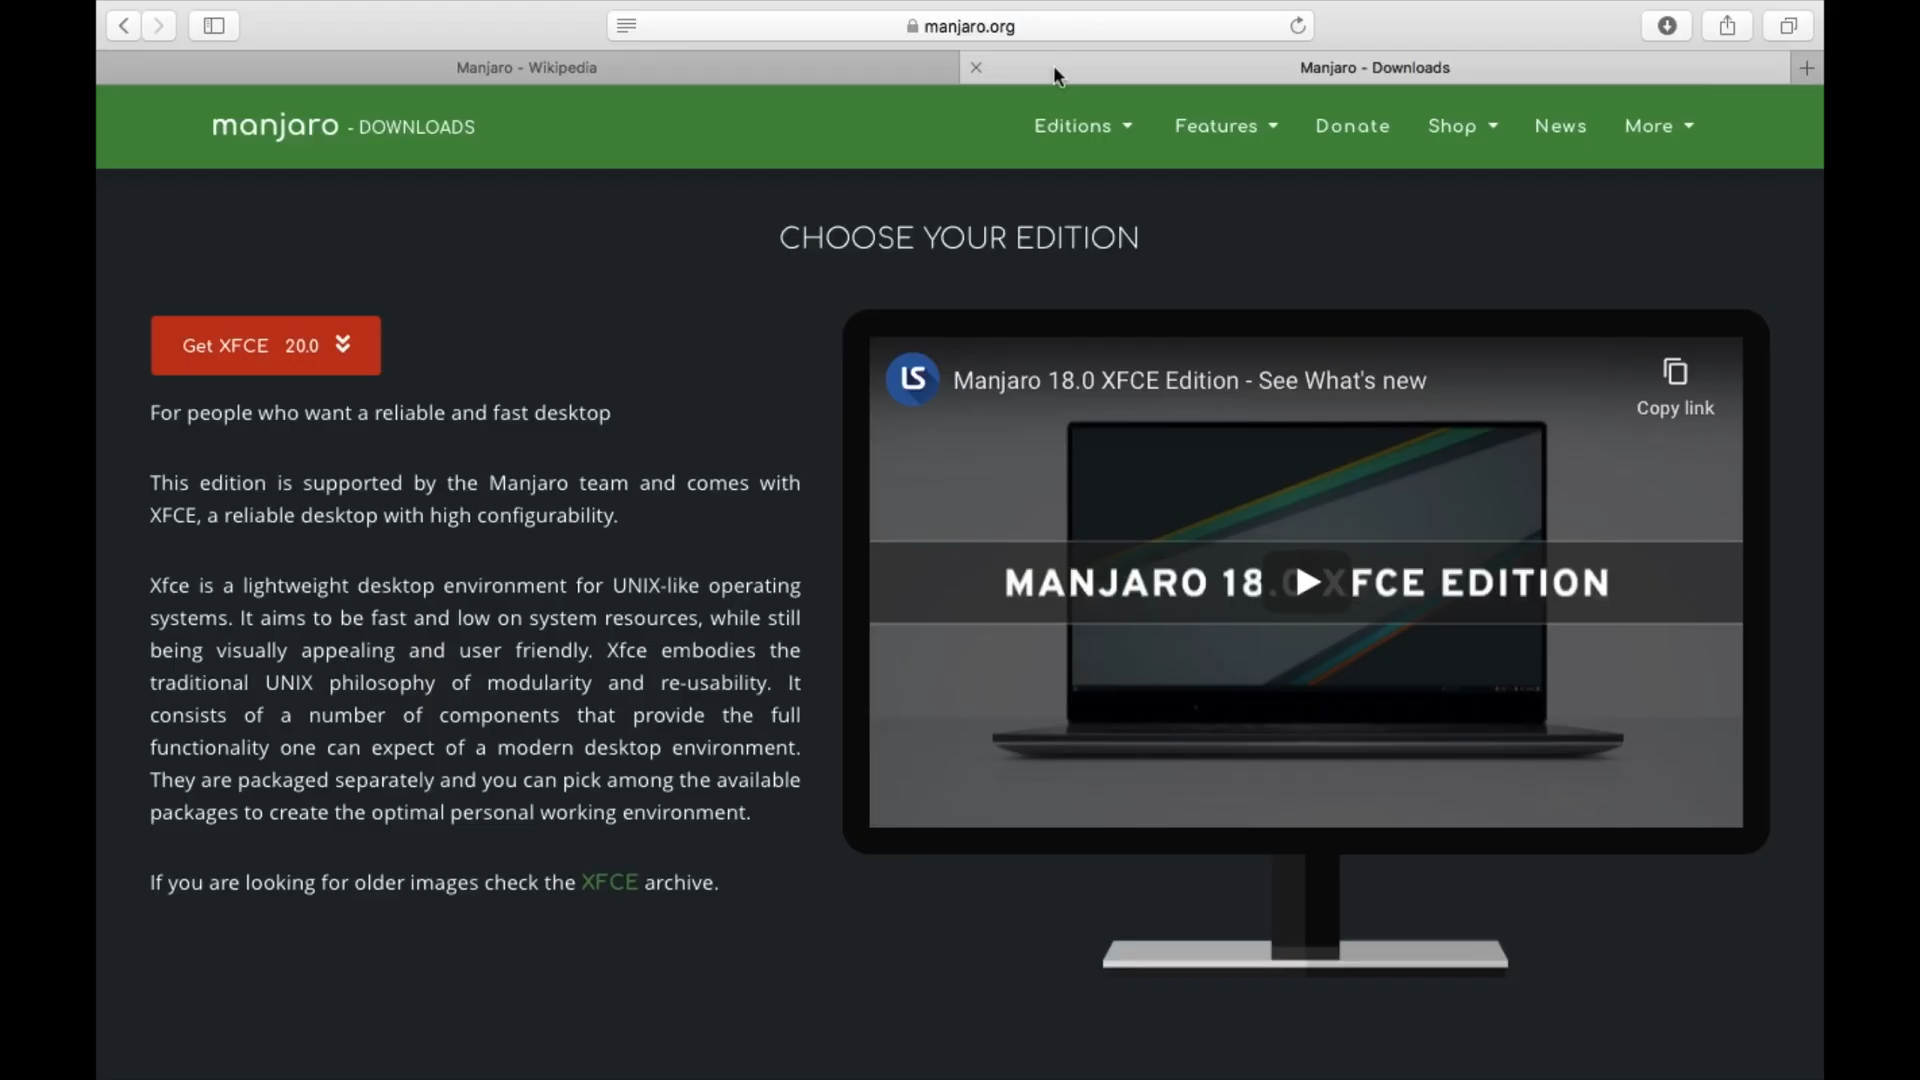 manjaro.org
Manjaro - Wikipedia
Manjaro - Downloads
manjaro - DOWNLOADS
Editions
Features
Donate
Shop
News
More
CHOOSE YOUR EDITION
Get XFCE 20.0
For people who want a reliable and fast desktop
This edition is supported by the Manjaro team and comes with
XFCE, a reliable desktop with high configurability.
Xfce is a lightweight desktop environment for UNIX-like operating
systems. It aims to be fast and low on system resources, while still
being visually appealing and user friendly. Xfce embodies the
traditional UNIX philosophy of modularity and re-usability. It
consists of a number of components that provide the full
functionality one can expect of a modern desktop environment.
They are packaged separately and you can pick among the available
packages to create the optimal personal working environment.
If you are looking for older images check the XFCE archive.
LS
Manjaro 18.0 XFCE Edition - See What's new
Copy link
MANJARO 18.0 XFCE EDITION